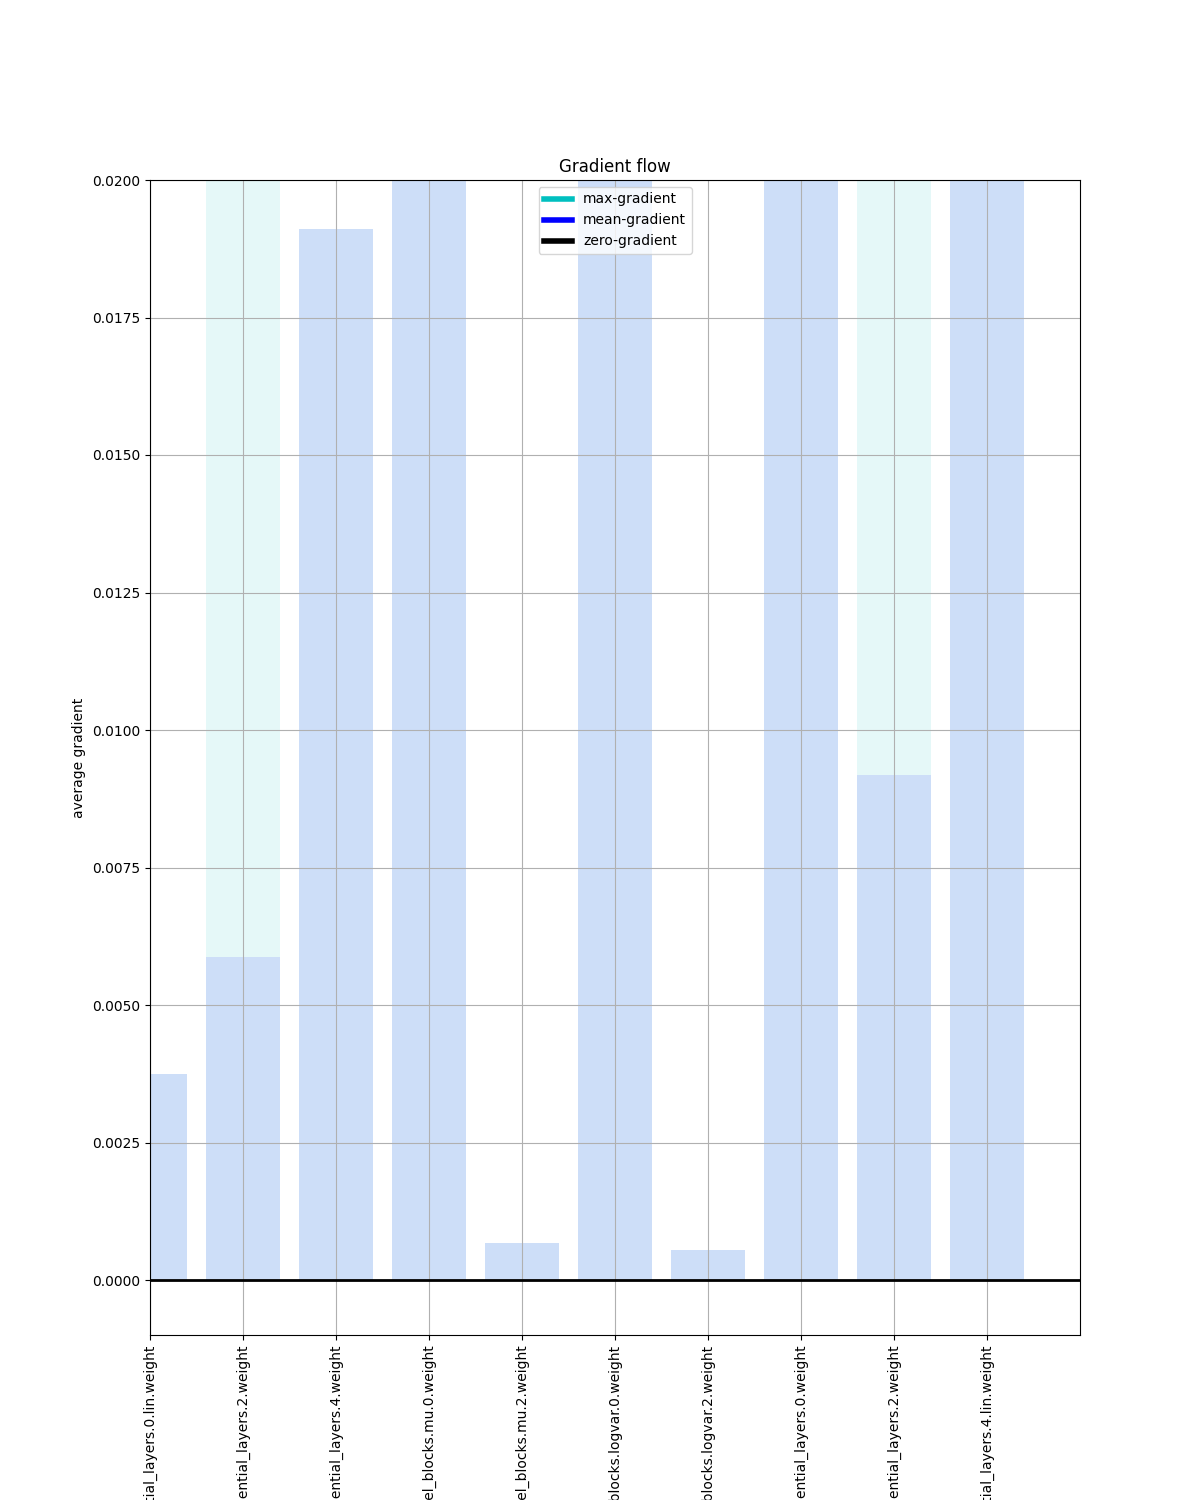 Gradient flow
max-gradient
mean-gradient
zero-gradient
0.0200
0.0175
0.0150
0.0125
0.0100
0.0075
0.0050
0.0025
0.0000
average gradient
tial_layers.0.lin.weight
ential_layers.2.weight
ential_layers.4.weight
el_blocks.mu.0.weight
el_blocks.mu.2.weight
blocks.logvar.0.weight
blocks.logvar.2.weight
ential_layers.0.weight
ential_layers.2.weight
tial_layers.4.lin.weight